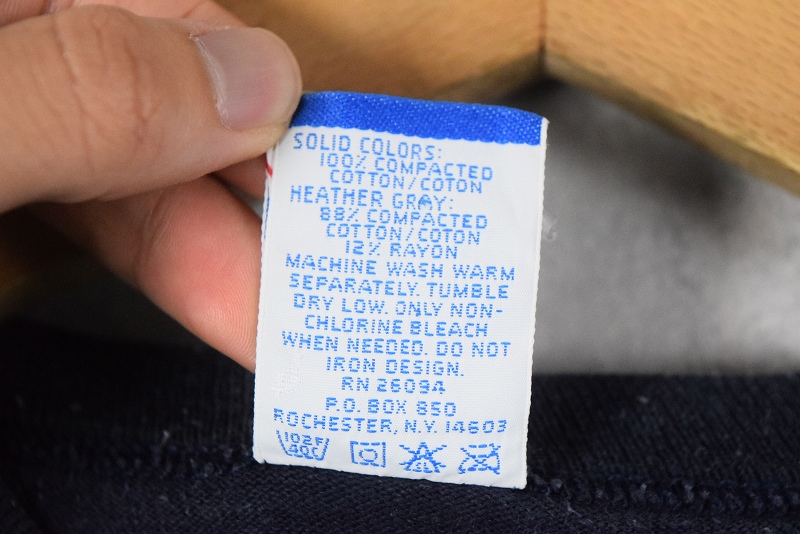 SOLID COLORS:
100% COMPACTED
COTTON/COTON
HEATHER GRAY:
88% COMPACTED
COTTON/COTON
12% RAYON
MACHINE WASH WARM
SEPARATELY. TUMBLE
DRY LOW. ONLY NON-
CHLORINE BLEACH
WHEN NEEDED. DO NOT
IRON DESIGN.
RN 26094
P.O. BOX 850
ROCHESTER, N.Y. 14603
102F
40C